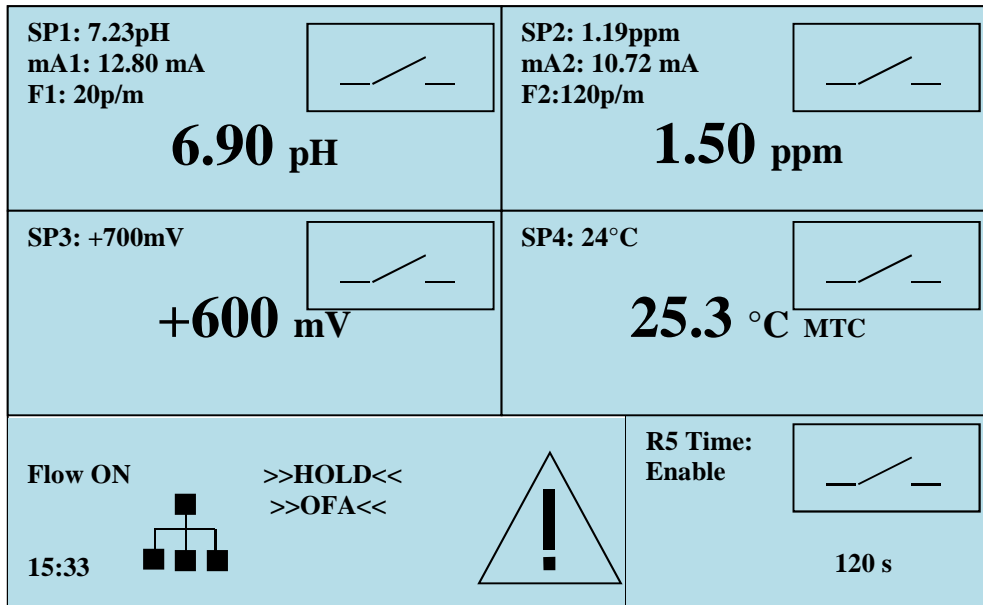 SP1: 7.23pH
mA1: 12.80 mA
F1: 20p/m
6.90 pH
SP2: 1.19ppm
mA2: 10.72 mA
F2:120p/m
1.50 ppm
SP3: +700mV
+600 mV
SP4: 24°C
25.3 °C MTC
Flow ON
>>HOLD<<
>>OFA<<
15:33
!
R5 Time:
Enable
120 s